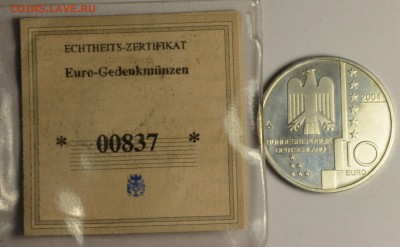 COINS.LAVE.RU
ECHTHEITS-ZERTIFIKAT
Euro-Gedenkmünzen
* 00837 *
2004
BUNDESREPUBLIK
DEUTSCHLAND
10
EURO